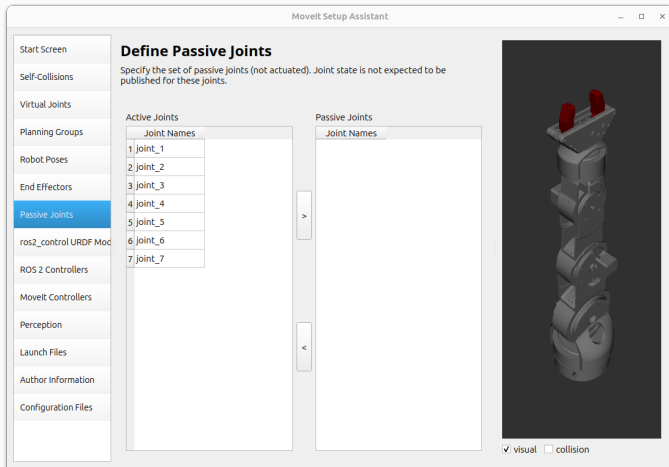 MoveIt Setup Assistant
Start Screen
Self-Collisions
Virtual Joints
Planning Groups
Robot Poses
End Effectors
Passive Joints
ros2_control URDF Mod
ROS 2 Controllers
MoveIt Controllers
Perception
Launch Files
Author Information
Configuration Files
Define Passive Joints
Specify the set of passive joints (not actuated). Joint state is not expected to be
published for these joints.
Active Joints
Joint Names
1 joint_1
2 joint_2
3 joint_3
4 joint_4
5 joint_5
6 joint_6
7 joint_7
>
<
Passive Joints
Joint Names
visual
collision